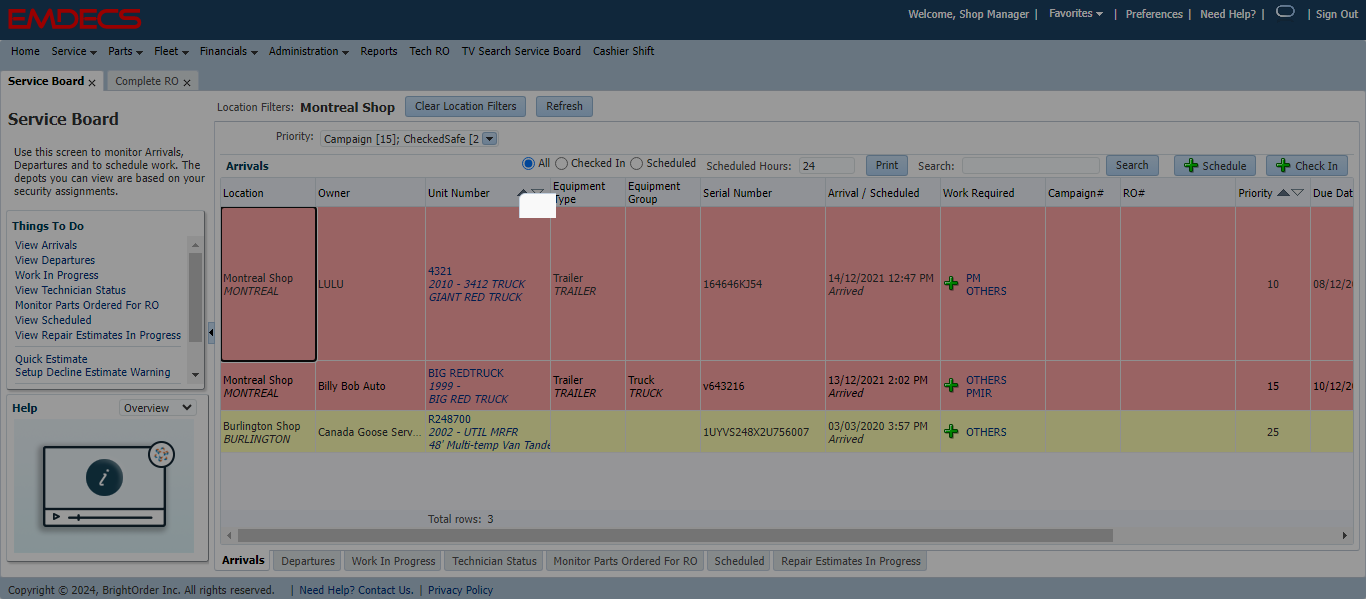 EMDECS
Welcome, Shop Manager | Favorites | Preferences | Need Help? | | Sign Out
Home Service Parts Fleet Financials Administration Reports Tech RO TV Search Service Board Cashier Shift
Service Board x Complete RO x
Service Board
Use this screen to monitor Arrivals,
Departures and to schedule work. The
depots you can view are based on your
security assignments.
Things To Do
View Arrivals
View Departures
Work In Progress
View Technician Status
Monitor Parts Ordered For RO
View Scheduled
View Repair Estimates In Progress
Quick Estimate
Setup Decline Estimate Warning
Help Overview
i
Location Filters: Montreal Shop Clear Location Filters Refresh
Priority: Campaign [15]; CheckedSafe [2
Arrivals All Checked In Scheduled Scheduled Hours: 24 Print Search: Search Schedule Check In
Location Owner Unit Number Equipment Type Equipment Group Serial Number Arrival / Scheduled Work Required Campaign# RO# Priority Due Dat
Montreal Shop LULU 4321 Trailer 164646KJ54 14/12/2021 12:47 PM PM 10 08/12/2
MONTREAL 2010 - 3412 TRUCK TRAILER Arrived OTHERS
GIANT RED TRUCK
Montreal Shop Billy Bob Auto BIG REDTRUCK Trailer Truck v643216 13/12/2021 2:02 PM OTHERS 15 10/12/2
MONTREAL 1999 - TRAILER TRUCK Arrived PMIR
BIG RED TRUCK
Burlington Shop Canada Goose Serv... R248700 1UYVS248X2U756007 03/03/2020 3:57 PM OTHERS 25
BURLINGTON 2002 - UTIL MRFR Arrived
48' Multi-temp Van Tande
Total rows: 3
Arrivals Departures Work In Progress Technician Status Monitor Parts Ordered For RO Scheduled Repair Estimates In Progress
Copyright © 2024, BrightOrder Inc. All rights reserved. | Need Help? Contact Us. | Privacy Policy